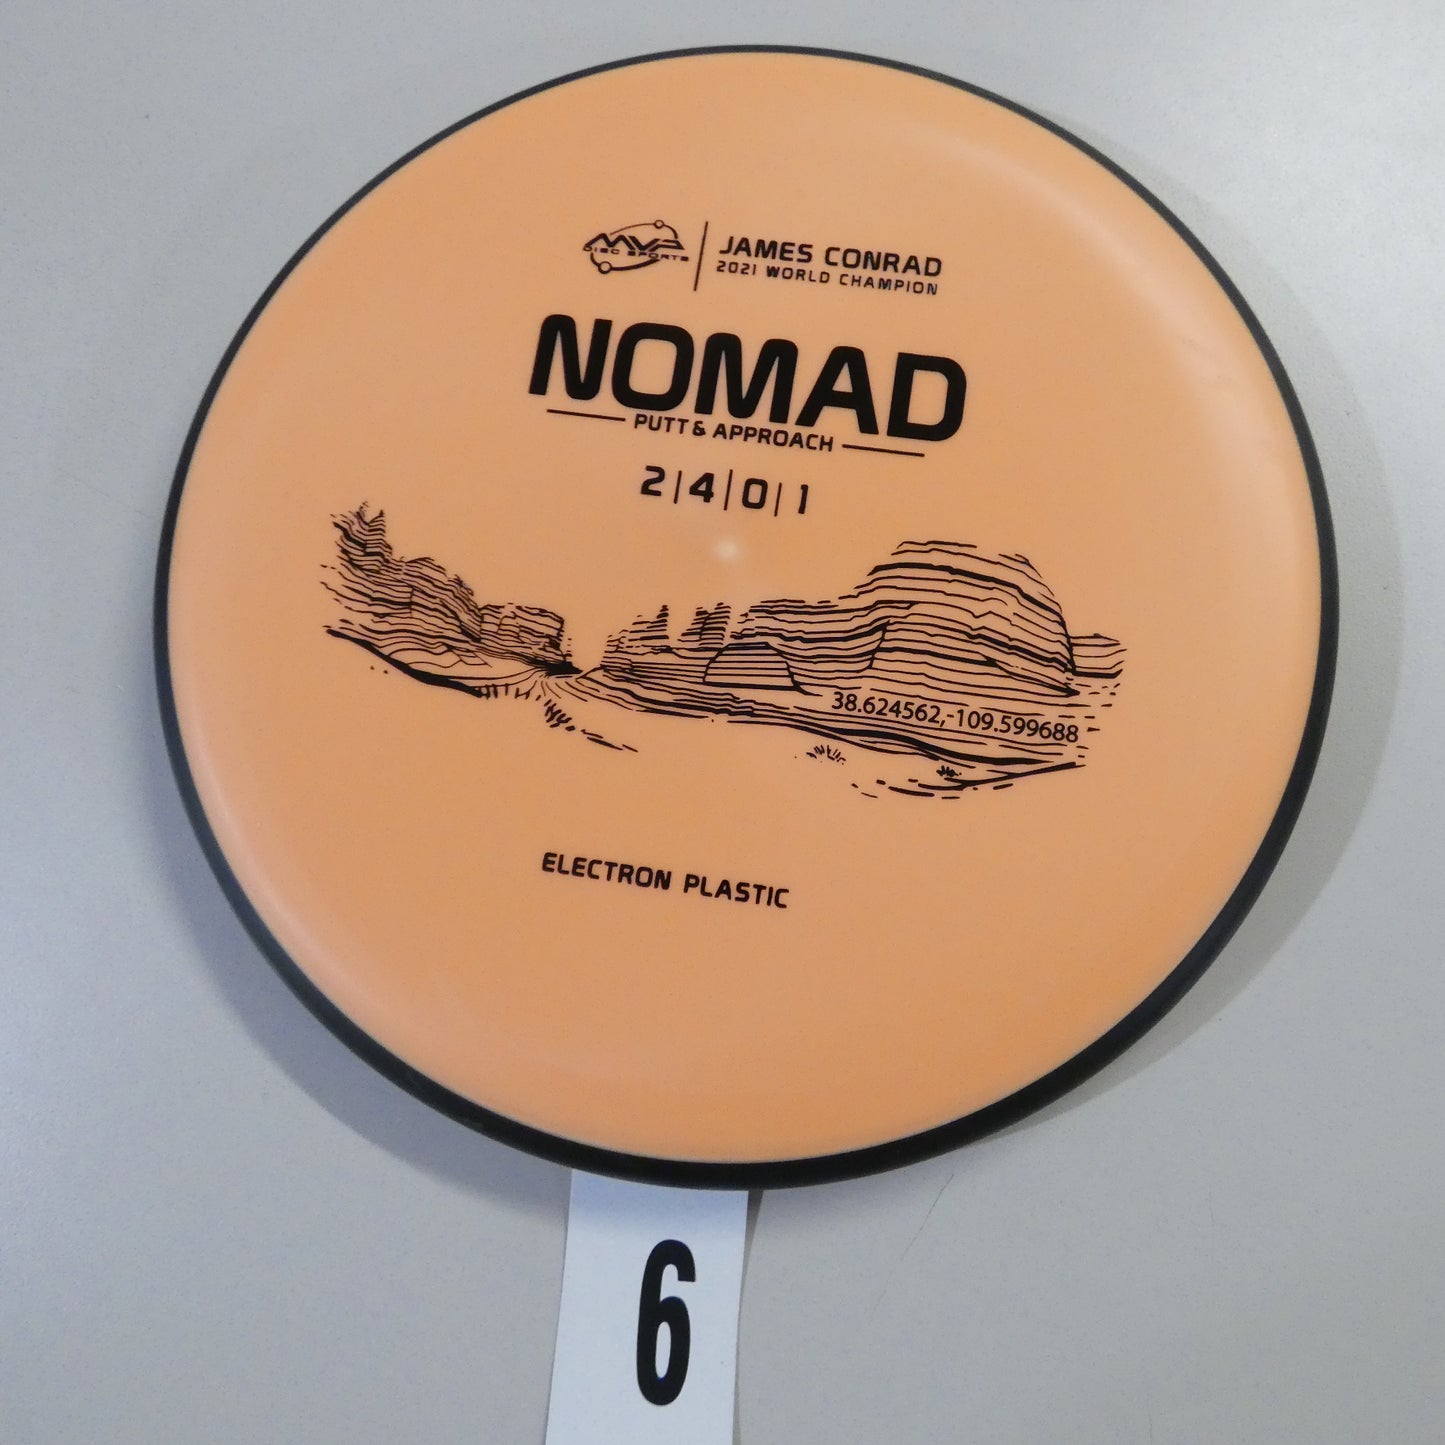 MVP
DISC SPORTS
JAMES CONRAD
2021 WORLD CHAMPION
NOMAD
PUTT & APPROACH
2|4|0|1
38.624562,-109.599688
ELECTRON PLASTIC
6